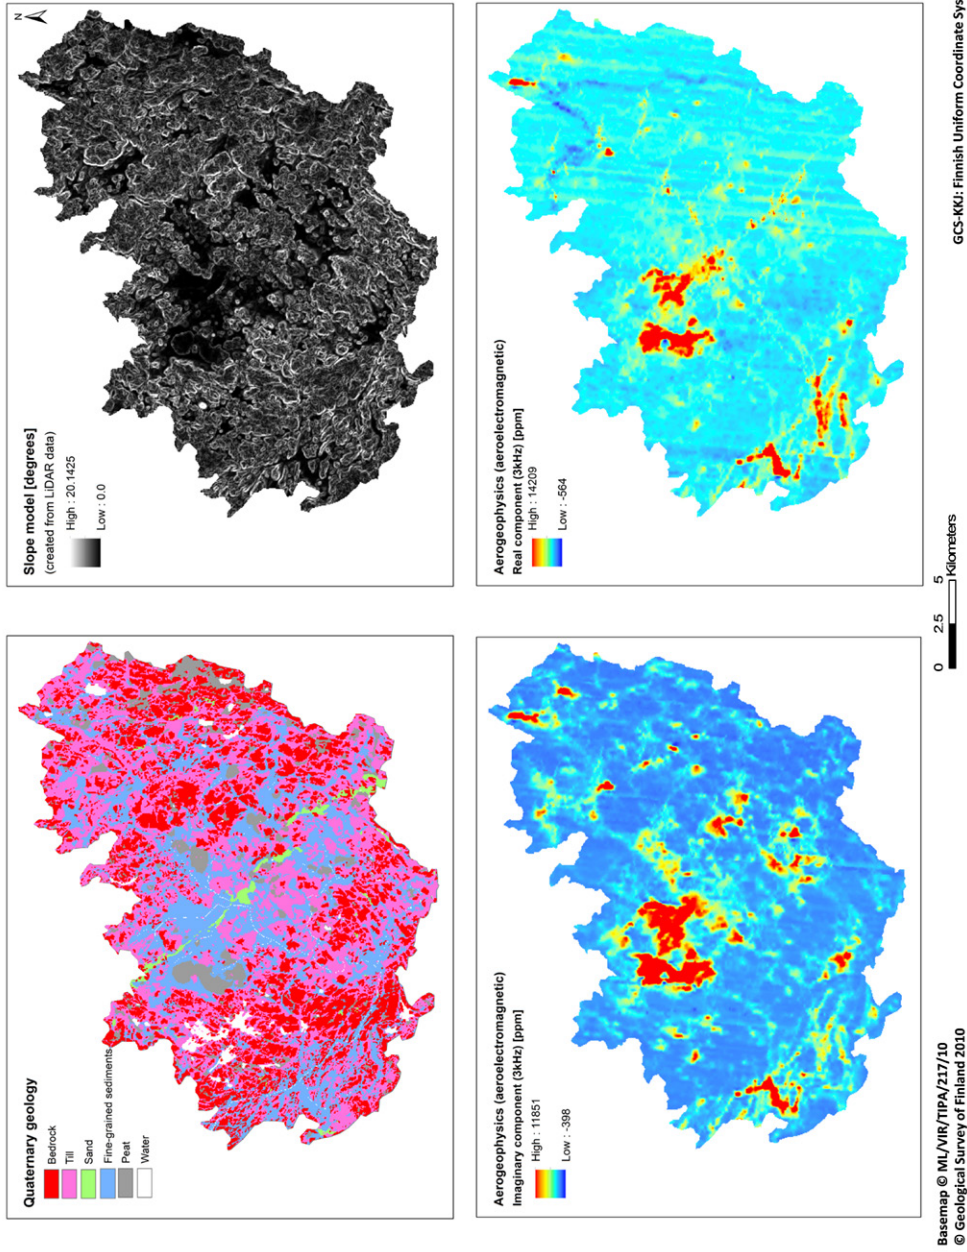 Quaternary geology
Bedrock
Till
Sand
Fine-grained sediments
Peat
Water
Slope model [degrees]
(created from LiDAR data)
High : 20.1425
Low : 0.0
N
Aerogeophysics (aeroelectromagnetic)
Imaginary component (3kHz) [ppm]
High : 11851
Low : -398
Aerogeophysics (aeroelectromagnetic)
Real component (3kHz) [ppm]
High : 14209
Low : -564
0 2.5 5
Kilometers
Basemap © ML/VIR/TIPA/217/10
© Geological Survey of Finland 2010
GCS-KKJ: Finnish Uniform Coordinate Sys